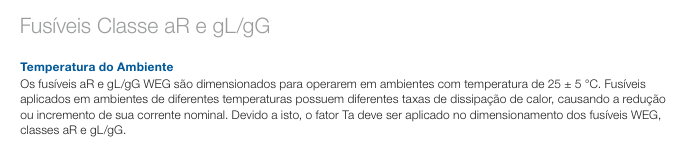 Fusíveis Classe aR e gL/gG
Temperatura do Ambiente
Os fusíveis aR e gL/gG WEG são dimensionados para operarem em ambientes com temperatura de 25 ± 5 °C. Fusíveis
aplicados em ambientes de diferentes temperaturas possuem diferentes taxas de dissipação de calor, causando a redução
ou incremento de sua corrente nominal. Devido a isto, o fator Ta deve ser aplicado no dimensionamento dos fusíveis WEG,
classes aR e gL/gG.